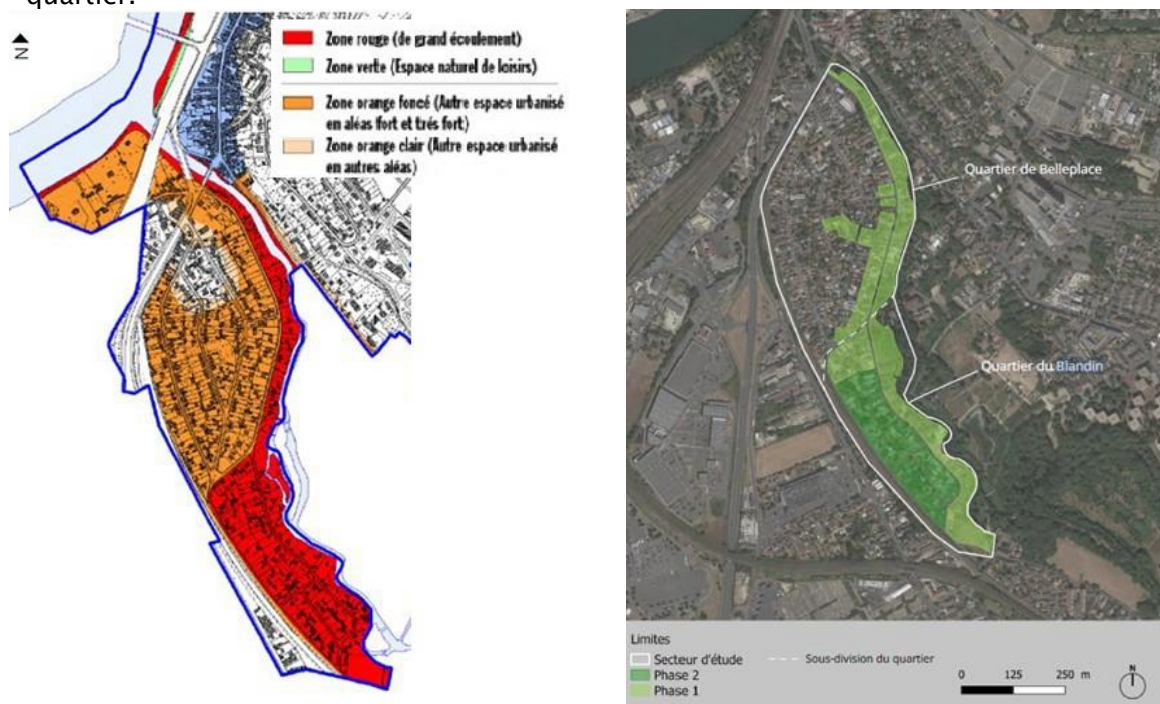 quartier.
N
Zone rouge (de grand écoulement)
Zone verte (Espace naturel de loisirs)
Zone orange foncé (Autre espace urbanisé
en aléas fort et trés fort)
Zone orange clair (Autre espace urbanisé
en autres aléas)
Quartier de Belleplace
Quartier du Blandin
Limites
Secteur d'étude
Sous-division du quartier
Phase 2
Phase 1
0 125 250 m
N